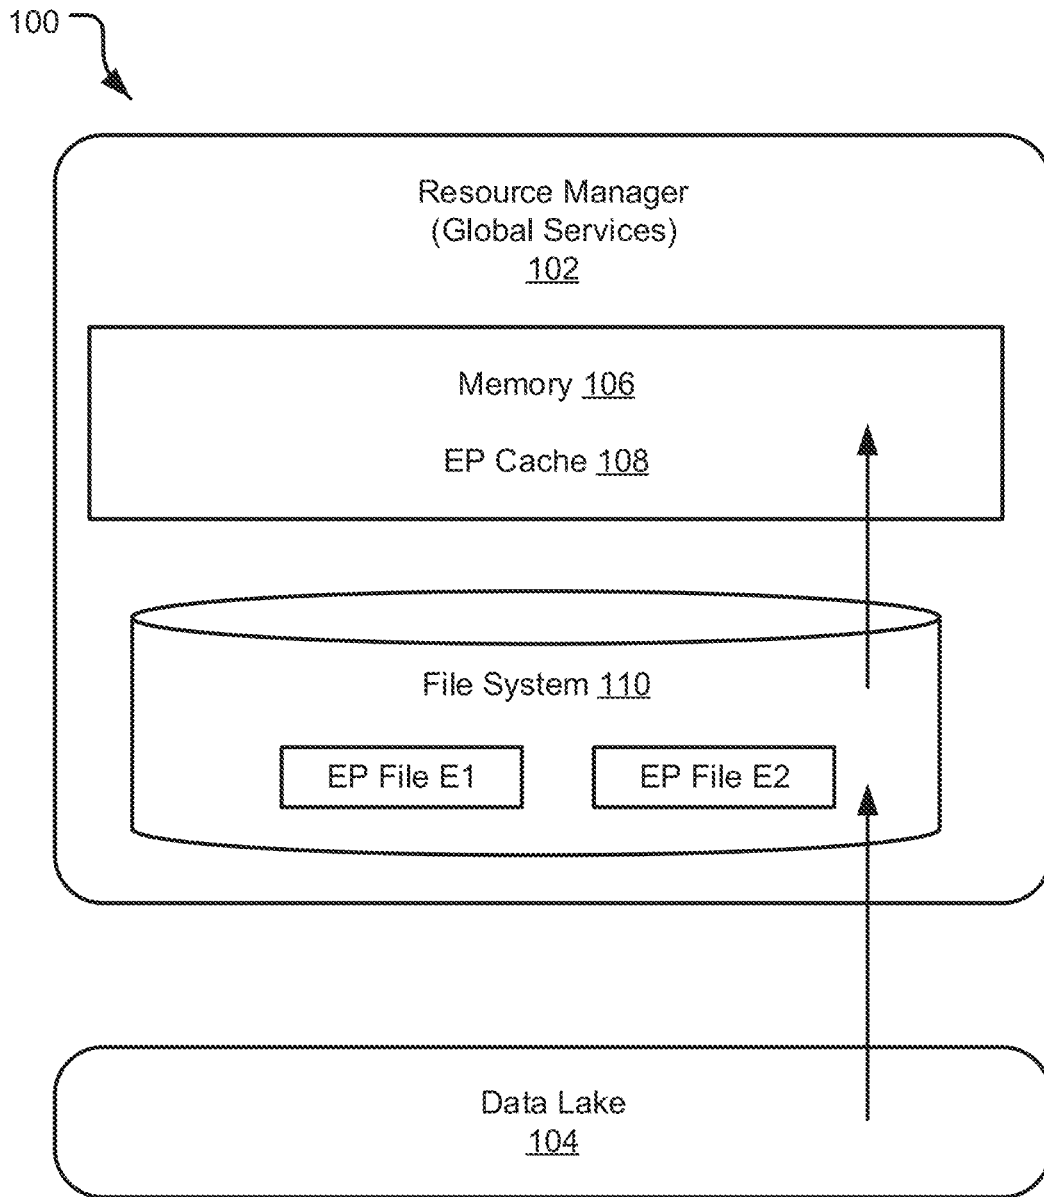 100
Resource Manager
(Global Services)
102
Memory 106
EP Cache 108
File System 110
EP File E1
EP File E2
Data Lake
104